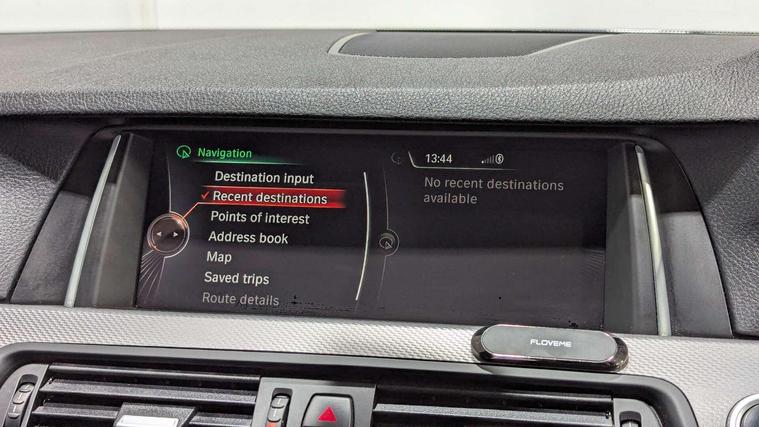 Navigation
Destination input
Recent destinations
Points of interest
Address book
Map
Saved trips
Route details
13:44
No recent destinations
available
FLOVEME